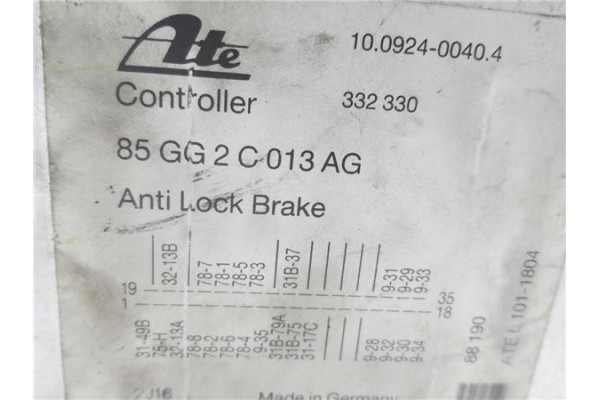 Ate
10.0924-0040.4
Controller
332 330
85 GG 2 C 013 AG
Anti Lock Brake
32-13B 78-7 78-1 78-5 78-3 31B-37 9-31 9-29 9-33
19 35
1 18
31-49B 75-H 32-13A 78-8 78-2 78-6 78-4 9-35 31B-79A 31B-75 31-17C 9-28 9-32 9-30 9-34
88 190
ATE L 101-1804
2J16
Made in Germany